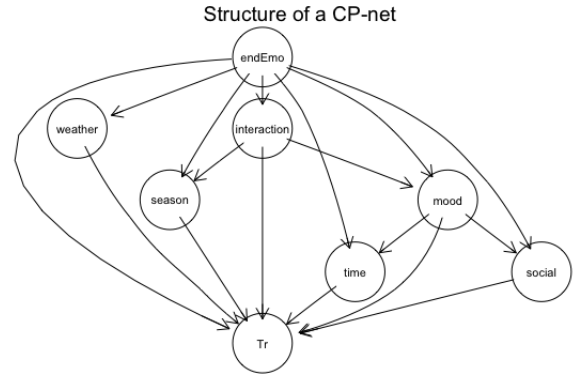 Structure of a CP-net
endEmo
weather
interaction
season
mood
time
social
Tr